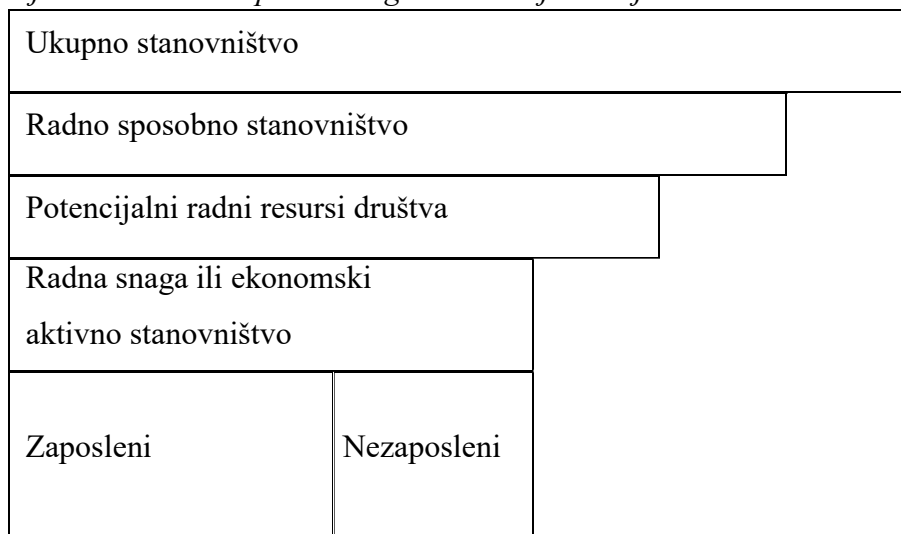 Ukupno stanovništvo
Radno sposobno stanovništvo
Potencijalni radni resursi društva
Radna snaga ili ekonomski
aktivno stanovništvo
Zaposleni
Nezaposleni